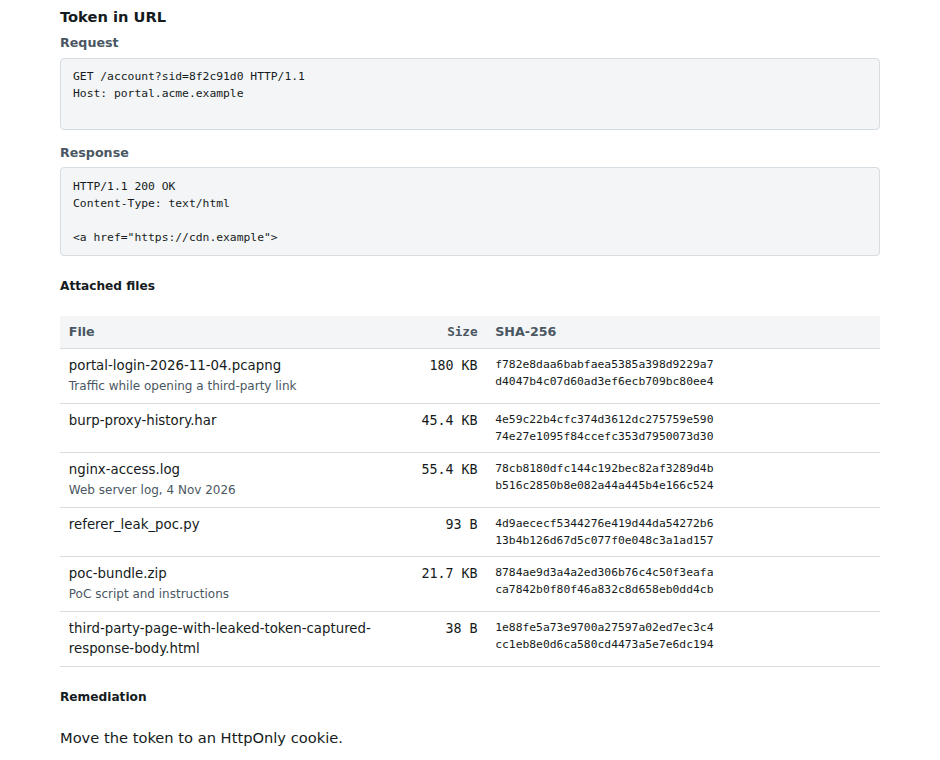 Token in URL
Request
GET /account?sid=8f2c91d0 HTTP/1.1
Host: portal.acme.example
Response
HTTP/1.1 200 OK
Content-Type: text/html
<a href="https://cdn.example">
Attached files
File Size SHA-256
portal-login-2026-11-04.pcapng 180 KB f782e8daa6babfaea5385a398d9229a7
Traffic while opening a third-party link d4047b4c07d60ad3ef6ecb709bc80ee4
burp-proxy-history.har 45.4 KB 4e59c22b4cfc374d3612dc275759e590
74e27e1095f84ccefc353d7950073d30
nginx-access.log 55.4 KB 78cb8180dfc144c192bec82af3289d4b
Web server log, 4 Nov 2026 b516c2850b8e082a44a445b4e166c524
referer_leak_poc.py 93 B 4d9aececf5344276e419d44da54272b6
13b4b126d67d5c077f0e048c3a1ad157
poc-bundle.zip 21.7 KB 8784ae9d3a4a2ed306b76c4c50f3eafa
PoC script and instructions ca7842b0f80f46a832c8d658eb0dd4cb
third-party-page-with-leaked-token-captured- 38 B 1e88fe5a73e9700a27597a02ed7ec3c4
response-body.html cc1eb8e0d6ca580cd4473a5e7e6dc194
Remediation
Move the token to an HttpOnly cookie.